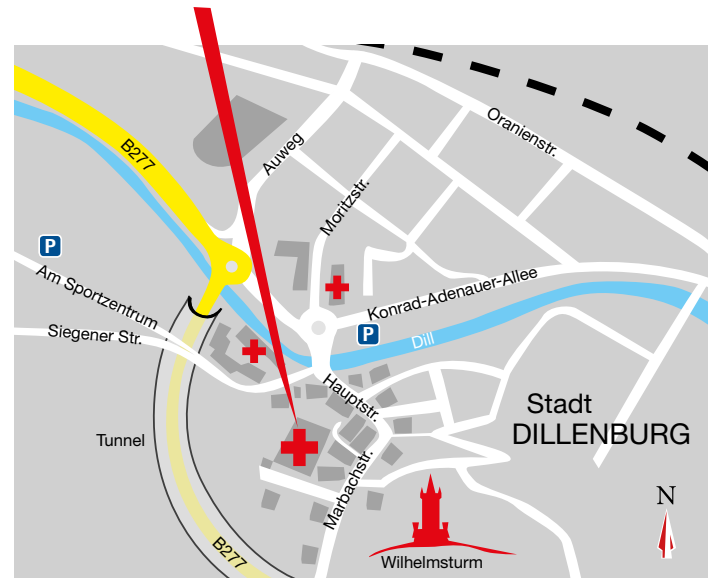 B277
Auweg
Oranienstr.
Moritzstr.
P
Am Sportzentrum
Siegener Str.
Konrad-Adenauer-Allee
P
Dill
Hauptstr.
Stadt
DILLENBURG
Tunnel
Marbachstr.
N
B277
Wilhelmsturm